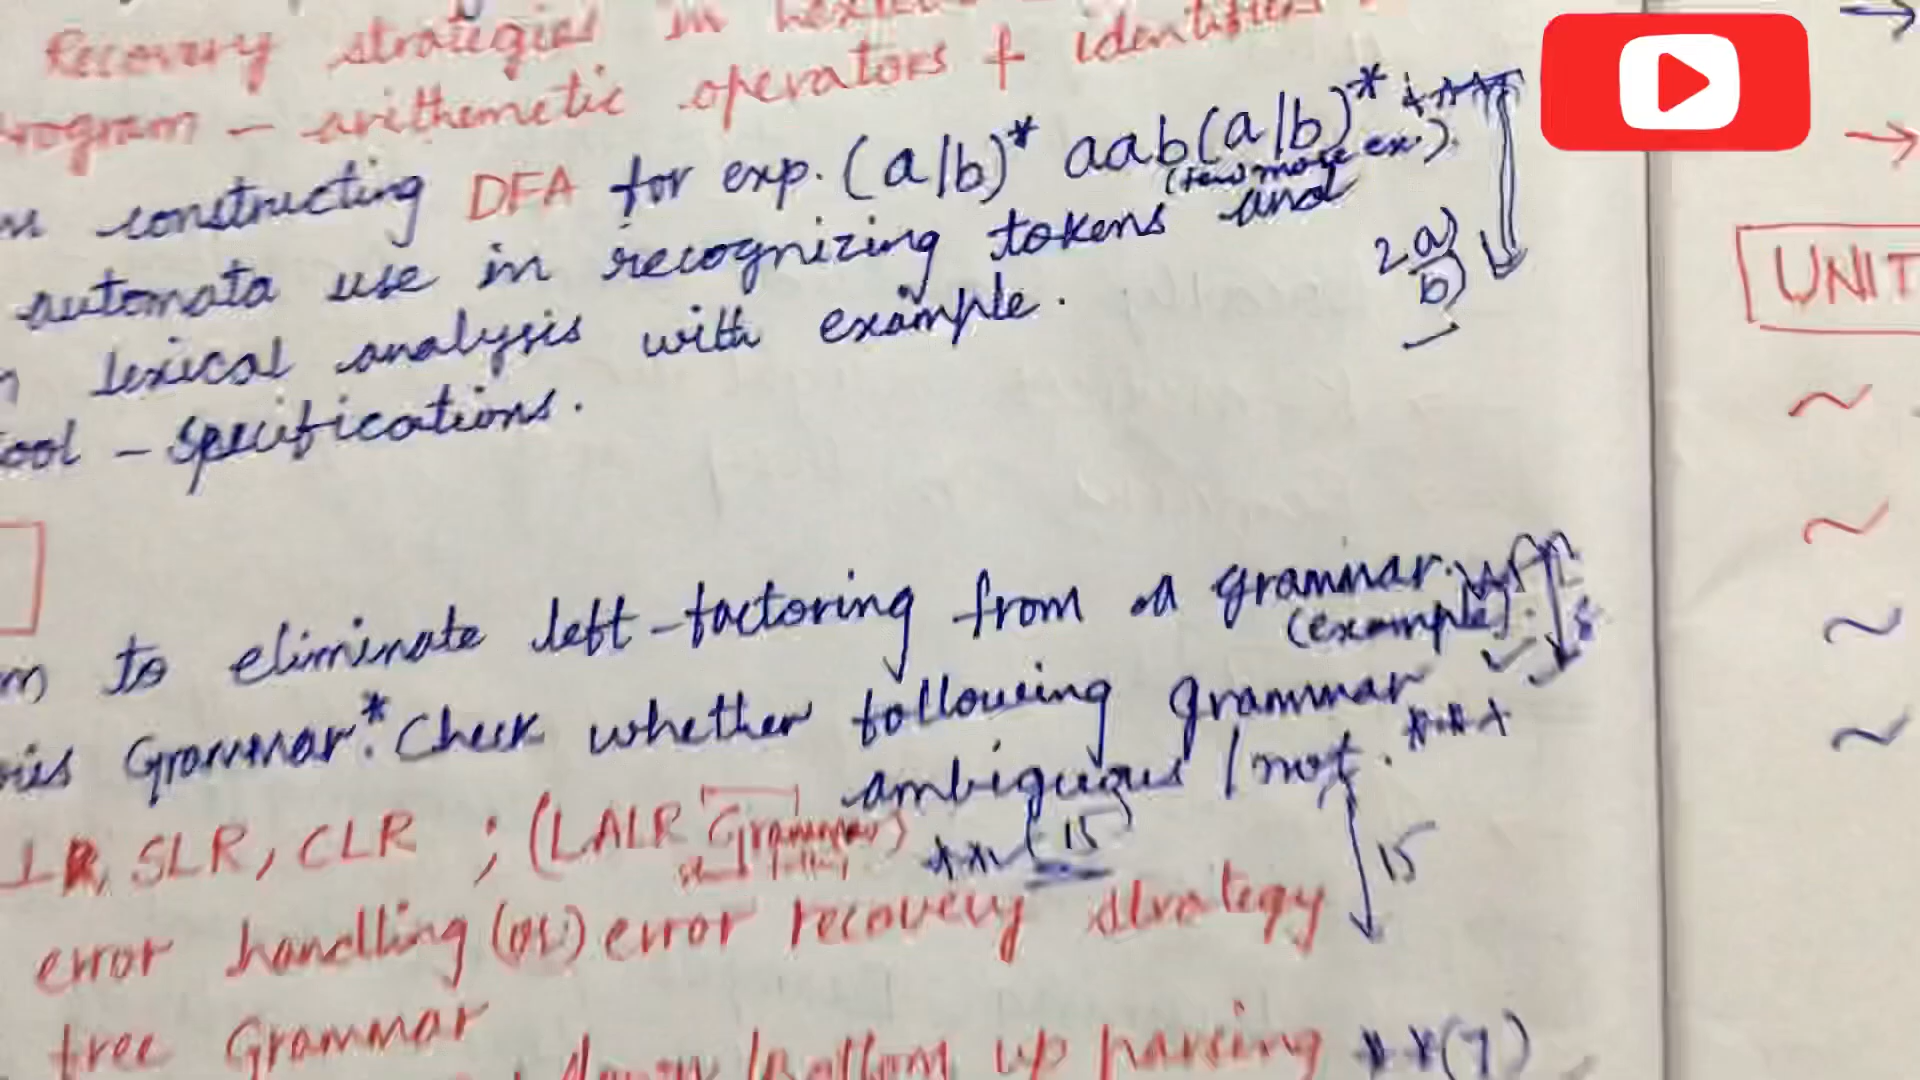 Recovery strategies in
program - arithemetic operators + identifiers
constructing DFA for exp. (a/b)* aab(a/b)* ****
(few more ex.).
automata use in recognizing tokens and
lexical analysis with example.
2 a)
b)
Tool - specifications.
UNIT
to eliminate left-factoring from a grammar.
(example).
Grammar.* Check whether following grammar
ambiguous / not. ***
SLR, CLR ; (LALR Grammar) ** (15)
15
error handling (or) error recovery strategy
free Grammar
down / bottom up parsing **(7)